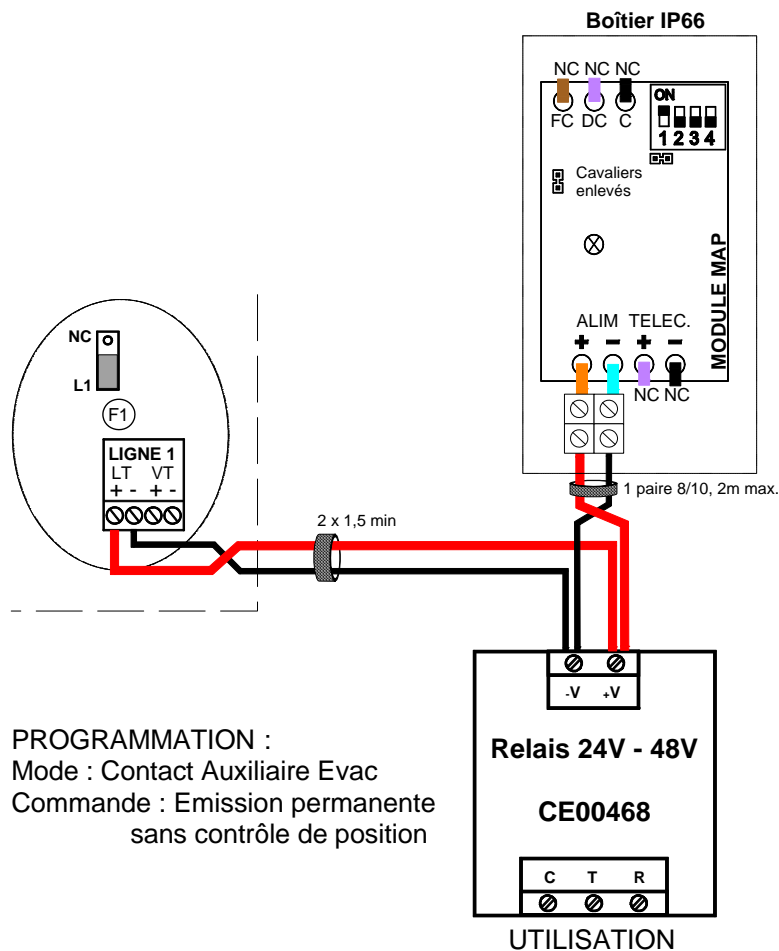 Boîtier IP66
NC NC NC
FC DC C
ON
1 2 3 4
Cavaliers
enlevés
MODULE MAP
ALIM TELEC.
+ - + -
NC NC
1 paire 8/10, 2m max.
NC
L1
F1
LIGNE 1
LT VT
+ - + -
2 x 1,5 min
-V +V
Relais 24V - 48V
CE00468
C T R
UTILISATION
PROGRAMMATION :
Mode : Contact Auxiliaire Evac
Commande : Emission permanente
sans contrôle de position